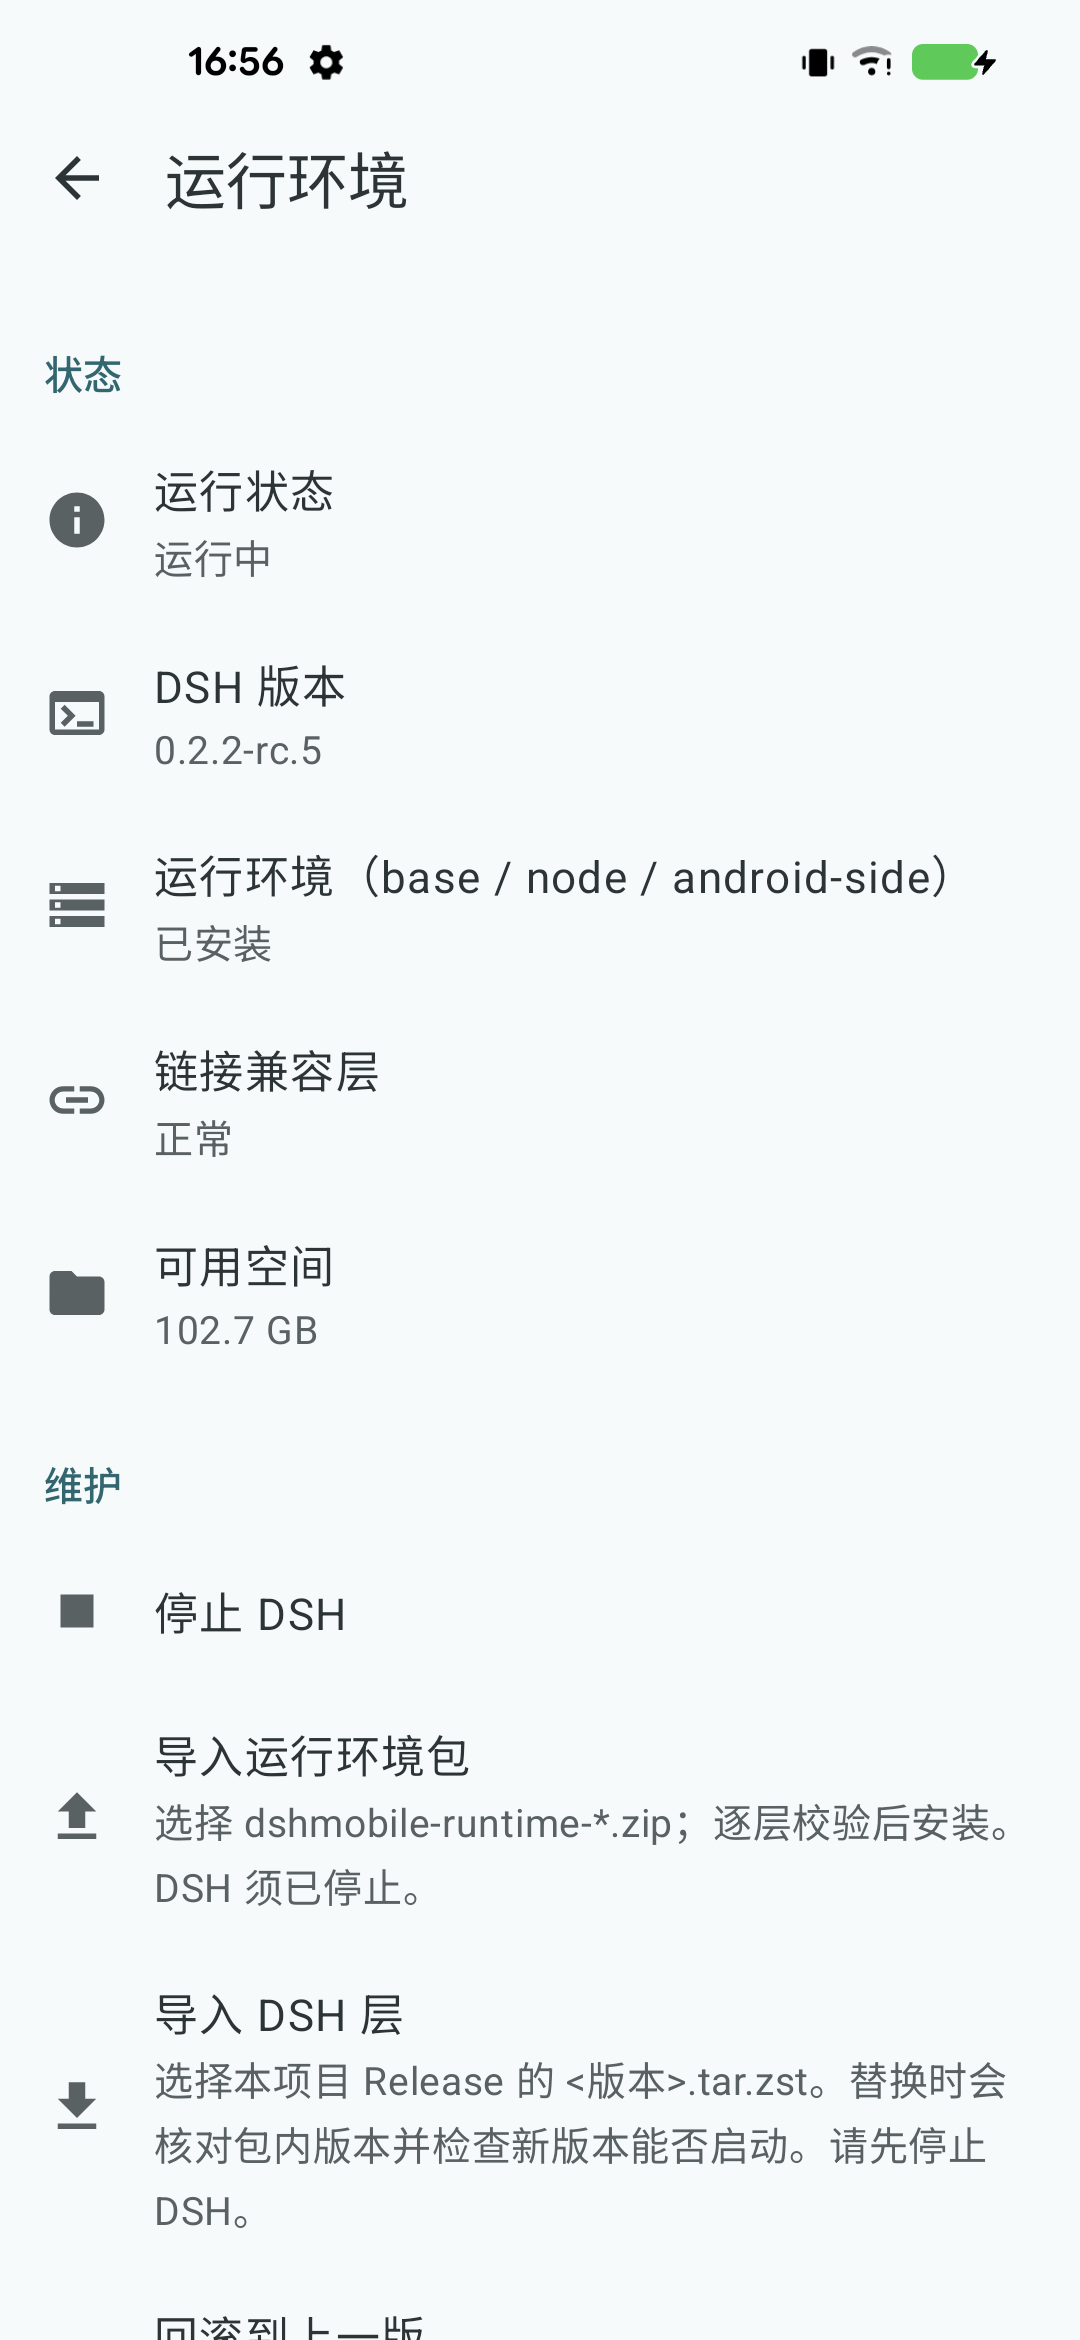 16:56
运行环境
状态
运行状态
运行中
DSH 版本
0.2.2-rc.5
运行环境（base / node / android-side）
已安装
链接兼容层
正常
可用空间
102.7 GB
维护
停止 DSH
导入运行环境包
选择 dshmobile-runtime-*.zip；逐层校验后安装。
DSH 须已停止。
导入 DSH 层
选择本项目 Release 的 <版本>.tar.zst。替换时会
核对包内版本并检查新版本能否启动。请先停止
DSH。
回滚到上一版